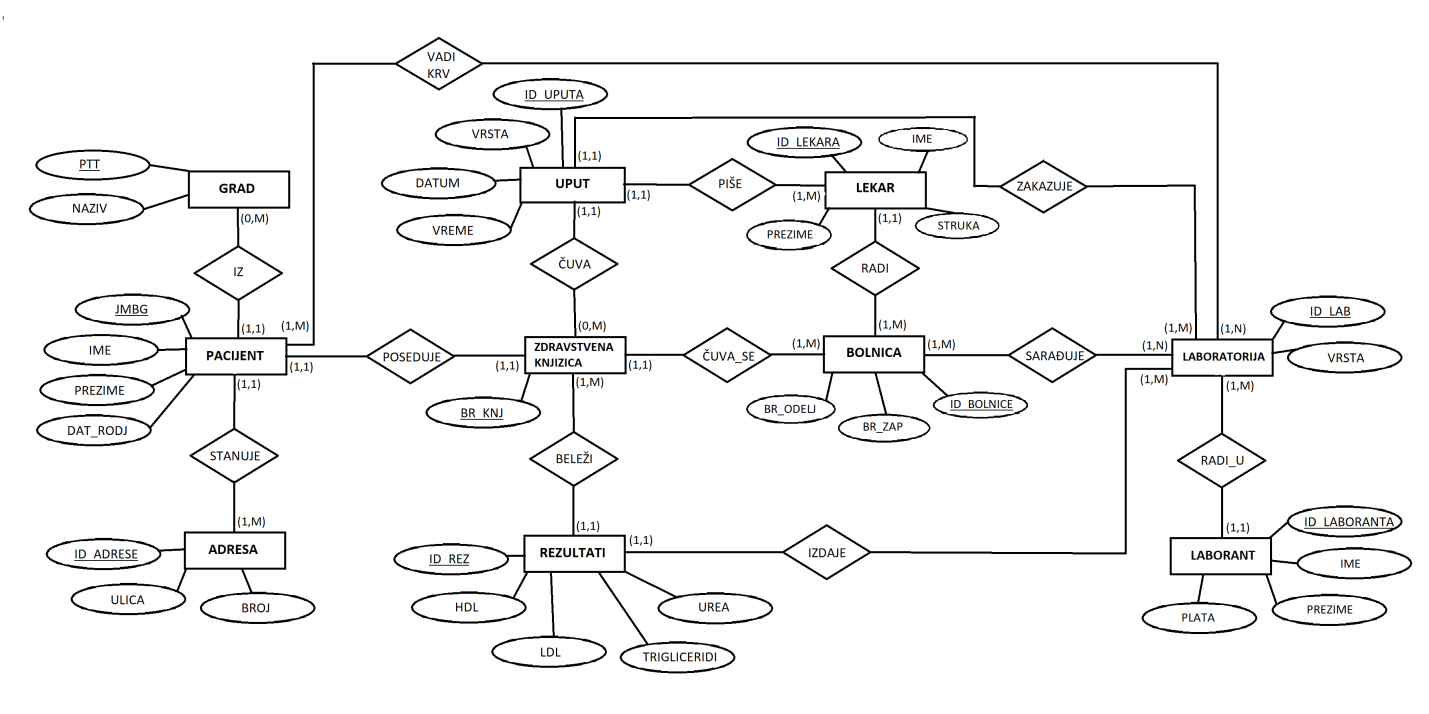 VADI
KRV
ID_UPUTA
VRSTA
(1,1)
ID_LEKARA
IME
PTT
GRAD
NAZIV
DATUM
UPUT
PIŠE
LEKAR
ZAKAZUJE
(1,1)
(1,M)
(1,1)
(1,1)
VREME
PREZIME
STRUKA
(0,M)
IZ
ČUVA
RADI
JMBG
(1,1)
(1,M)
(0,M)
(1,M)
(1,M)
(1,N)
ID_LAB
IME
PACIJENT
(1,1)
POSEDUJE
(1,1)
ZDRAVSTVENA
KNJIZICA
(1,1)
ČUVA_SE
(1,M)
BOLNICA
(1,M)
SARAĐUJE
(1,N)
LABORATORIJA
VRSTA
(1,1)
(1,M)
(1,M)
(1,M)
PREZIME
BR_KNJ
BR_ODELJ
BR_ZAP
ID_BOLNICE
DAT_RODJ
STANUJE
BELEŽI
RADI_U
(1,M)
(1,1)
(1,1)
(1,1)
ID_LABORANTA
ID_ADRESE
ADRESA
ID_REZ
REZULTATI
IZDAJE
LABORANT
IME
ULICA
BROJ
HDL
UREA
PLATA
PREZIME
LDL
TRIGLICERIDI